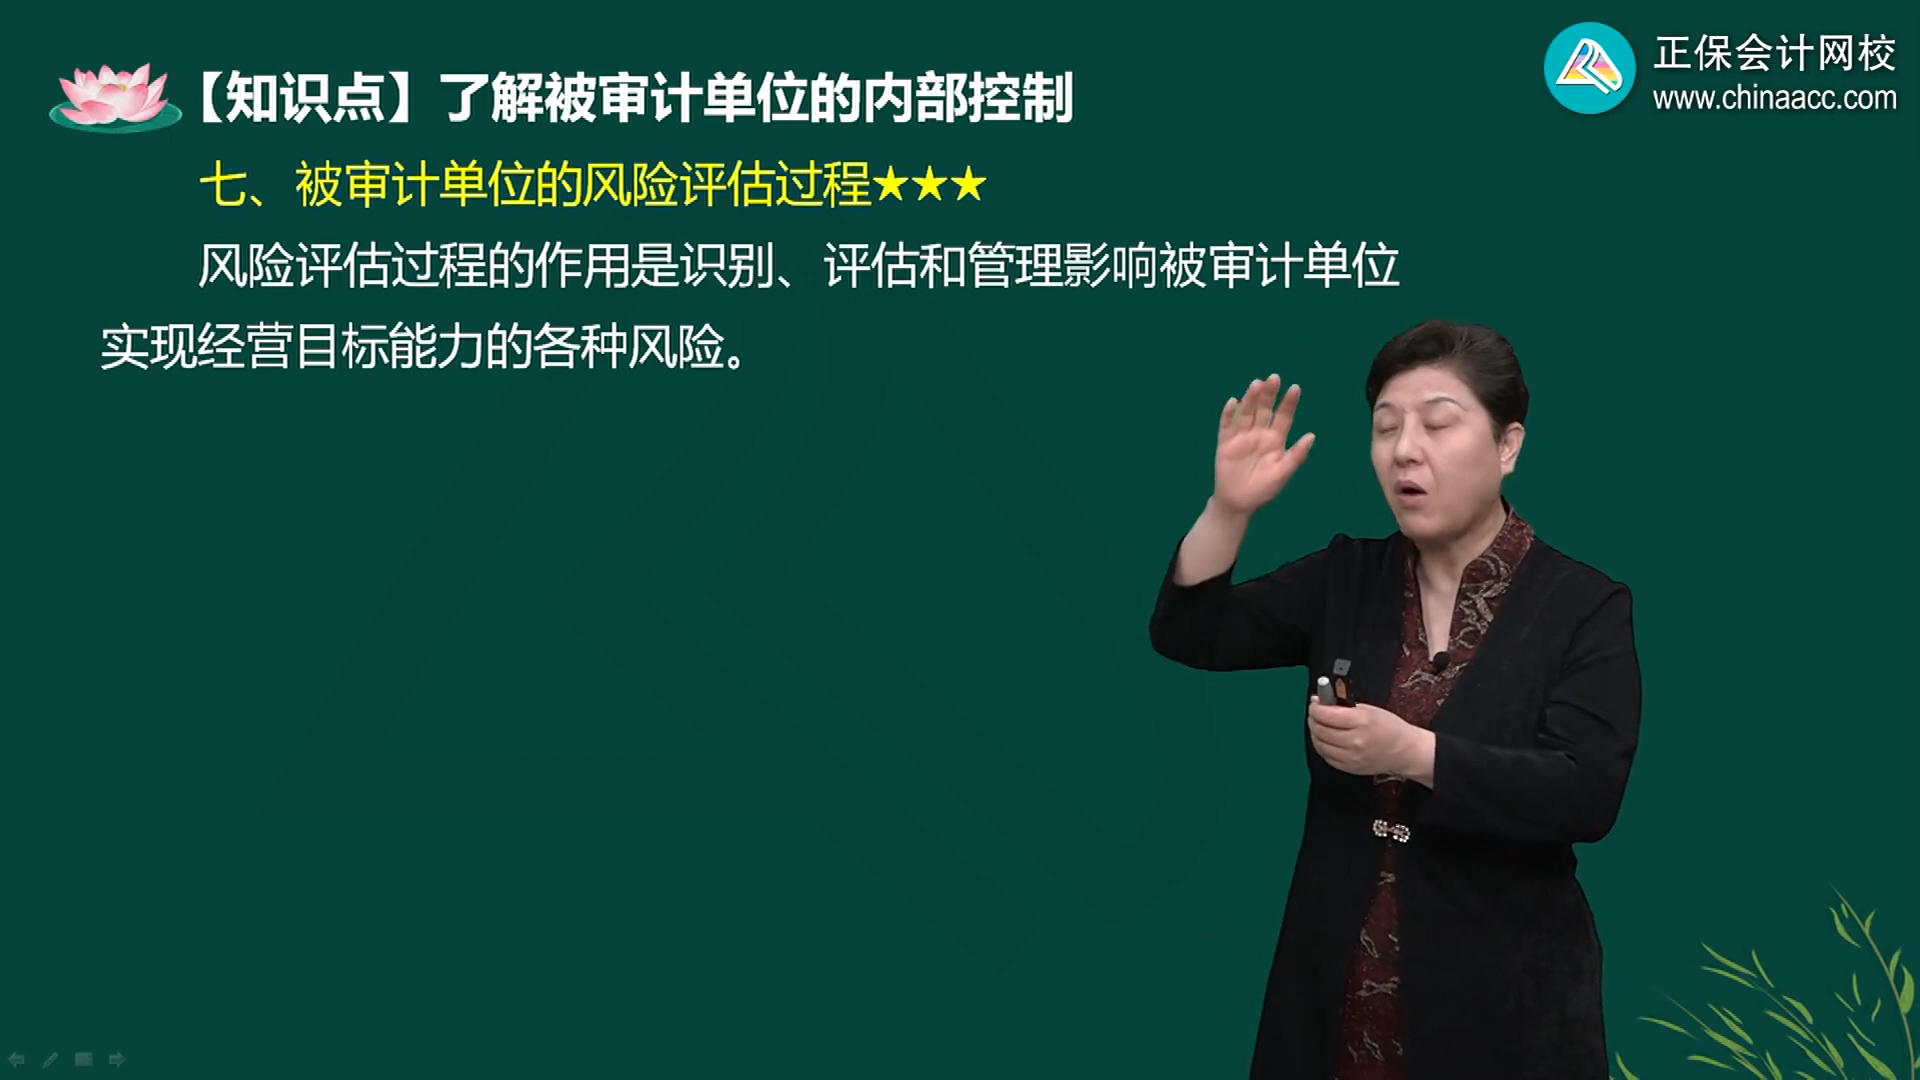 正保会计网校
www.chinaacc.com
【知识点】了解被审计单位的内部控制
七、被审计单位的风险评估过程★★★
风险评估过程的作用是识别、评估和管理影响被审计单位
实现经营目标能力的各种风险。